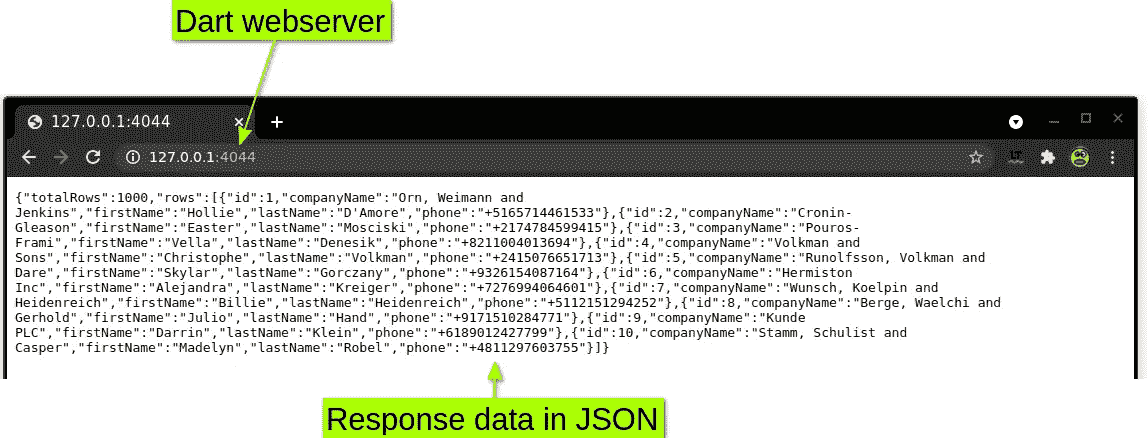 Dart webserver
127.0.0.1:4044
127.0.0.1:4044
{"totalRows":1000,"rows":[{"id":1,"companyName":"Orn, Weimann and
Jenkins","firstName":"Hollie","lastName":"D'Amore","phone":"+5165714461533"},{"id":2,"companyName":"Cronin-
Gleason","firstName":"Easter","lastName":"Mosciski","phone":"+2174784599415"},{"id":3,"companyName":"Pouros-
Frami","firstName":"Vella","lastName":"Denesik","phone":"+8211004013694"},{"id":4,"companyName":"Volkman and
Sons","firstName":"Christophe","lastName":"Volkman","phone":"+2415076651713"},{"id":5,"companyName":"Runolfsson, Volkman and
Dare","firstName":"Skylar","lastName":"Gorczany","phone":"+9326154087164"},{"id":6,"companyName":"Hermiston
Inc","firstName":"Alejandra","lastName":"Kreiger","phone":"+7276994064601"},{"id":7,"companyName":"Wunsch, Koelpin and
Heidenreich","firstName":"Billie","lastName":"Heidenreich","phone":"+5112151294252"},{"id":8,"companyName":"Berge, Waelchi and
Gerhold","firstName":"Julio","lastName":"Hand","phone":"+9171510284771"},{"id":9,"companyName":"Kunde
PLC","firstName":"Darrin","lastName":"Klein","phone":"+6189012427799"},{"id":10,"companyName":"Stamm, Schulist and
Casper","firstName":"Madelyn","lastName":"Robel","phone":"+4811297603755"}]}
Response data in JSON